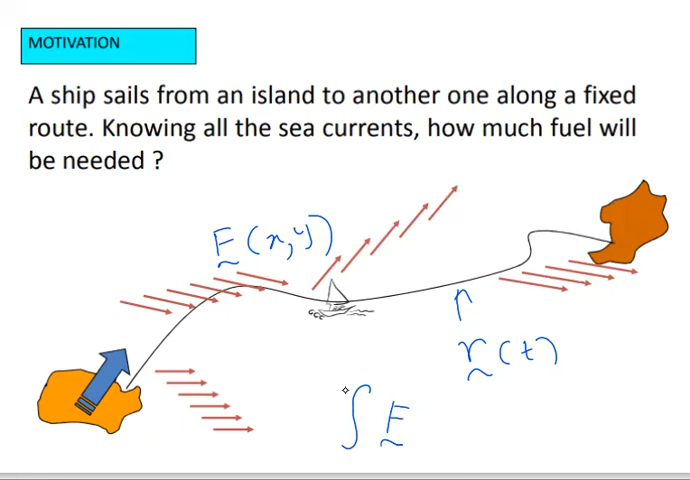 MOTIVATION
A ship sails from an island to another one along a fixed
route. Knowing all the sea currents, how much fuel will
be needed ?
F(x,y)
r(t)
∫ F